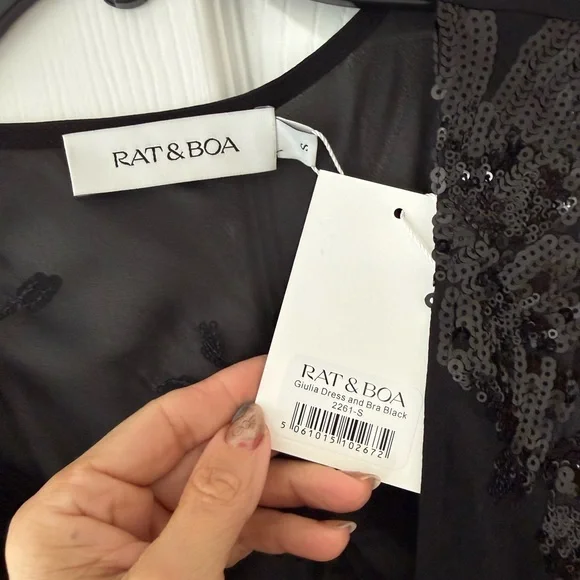 RAT & BOA
S
RAT & BOA
Giulia Dress and Bra Black
2261-S
5 061015 102672